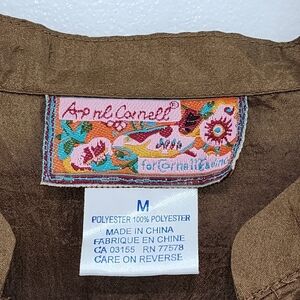 April Cornell
for Cornell
M
POLYESTER 100% POLYESTER
MADE IN CHINA
FABRIQUE EN CHINE
CA 03155 RN 77578
CARE ON REVERSE